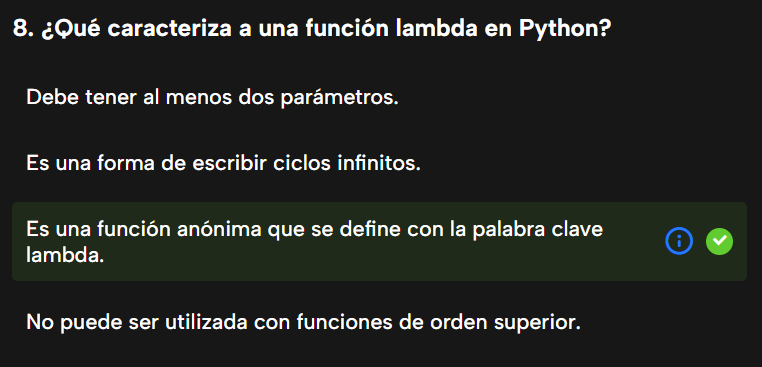 8. ¿Qué caracteriza a una función lambda en Python?
Debe tener al menos dos parámetros.
Es una forma de escribir ciclos infinitos.
Es una función anónima que se define con la palabra clave
lambda.
No puede ser utilizada con funciones de orden superior.